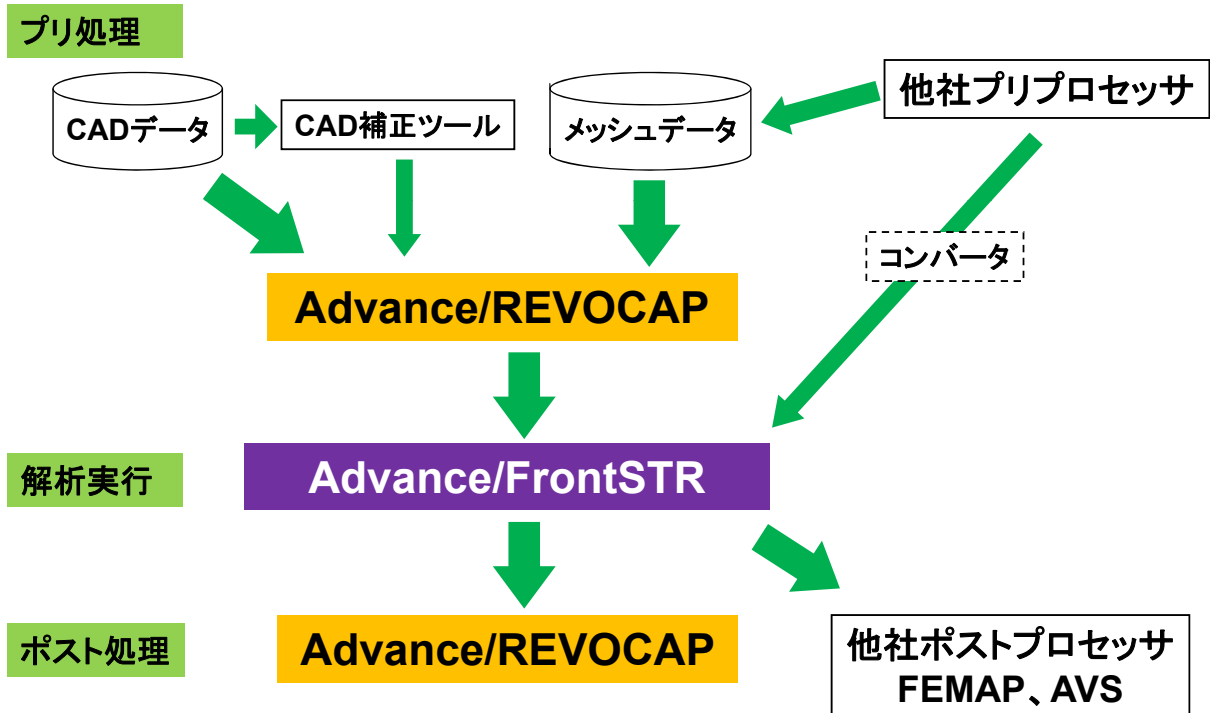 プリ処理
CADデータ
CAD補正ツール
メッシュデータ
他社プリプロセッサ
コンバータ
Advance/REVOCAP
解析実行
Advance/FrontSTR
ポスト処理
Advance/REVOCAP
他社ポストプロセッサ
FEMAP、AVS